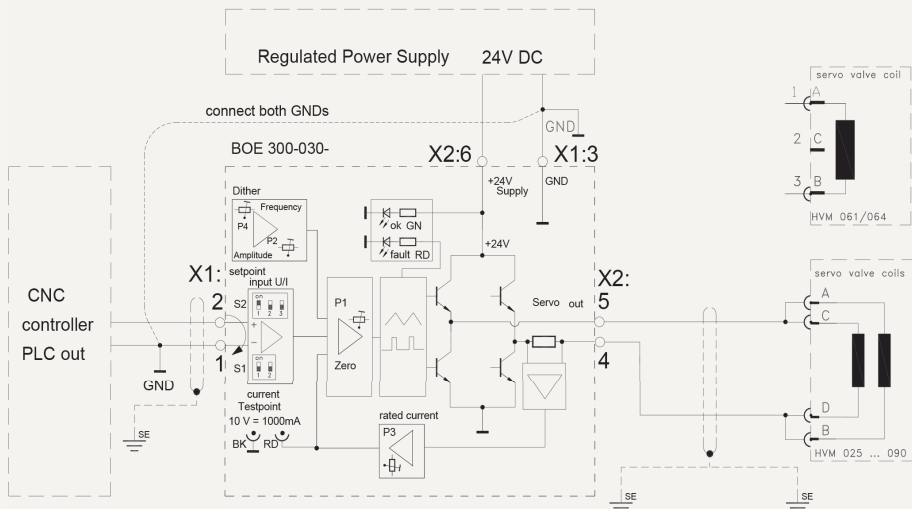 Regulated Power Supply 24V DC
connect both GNDs
GND
BOE 300-030-
X2:6
X1:3
+24V
Supply
GND
Dither
Frequency
P4
P2
Amplitude
ok GN
fault RD
+24V
X1:
setpoint
input U/I
2
S2
on
1 2 3
+
-
S1
on
1 2
1
P1
Zero
Servo out
X2:
5
4
CNC
controller
PLC out
GND
SE
current
Testpoint
10 V = 1000mA
BK RD
rated current
P3
SE
SE
servo valve coil
1 A
2 C
3 B
HVM 061/064
servo valve coils
A
C
D
B
HVM 025 ... 090